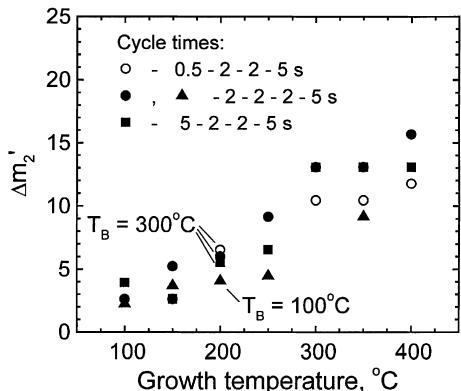 25
20
15
10
5
0
Δm₂'
Cycle times:
○ - 0.5 - 2 - 2 - 5 s
● , ▲ - 2 - 2 - 2 - 5 s
■ - 5 - 2 - 2 - 5 s
T_B = 300°C
T_B = 100°C
100 200 300 400
Growth temperature, °C